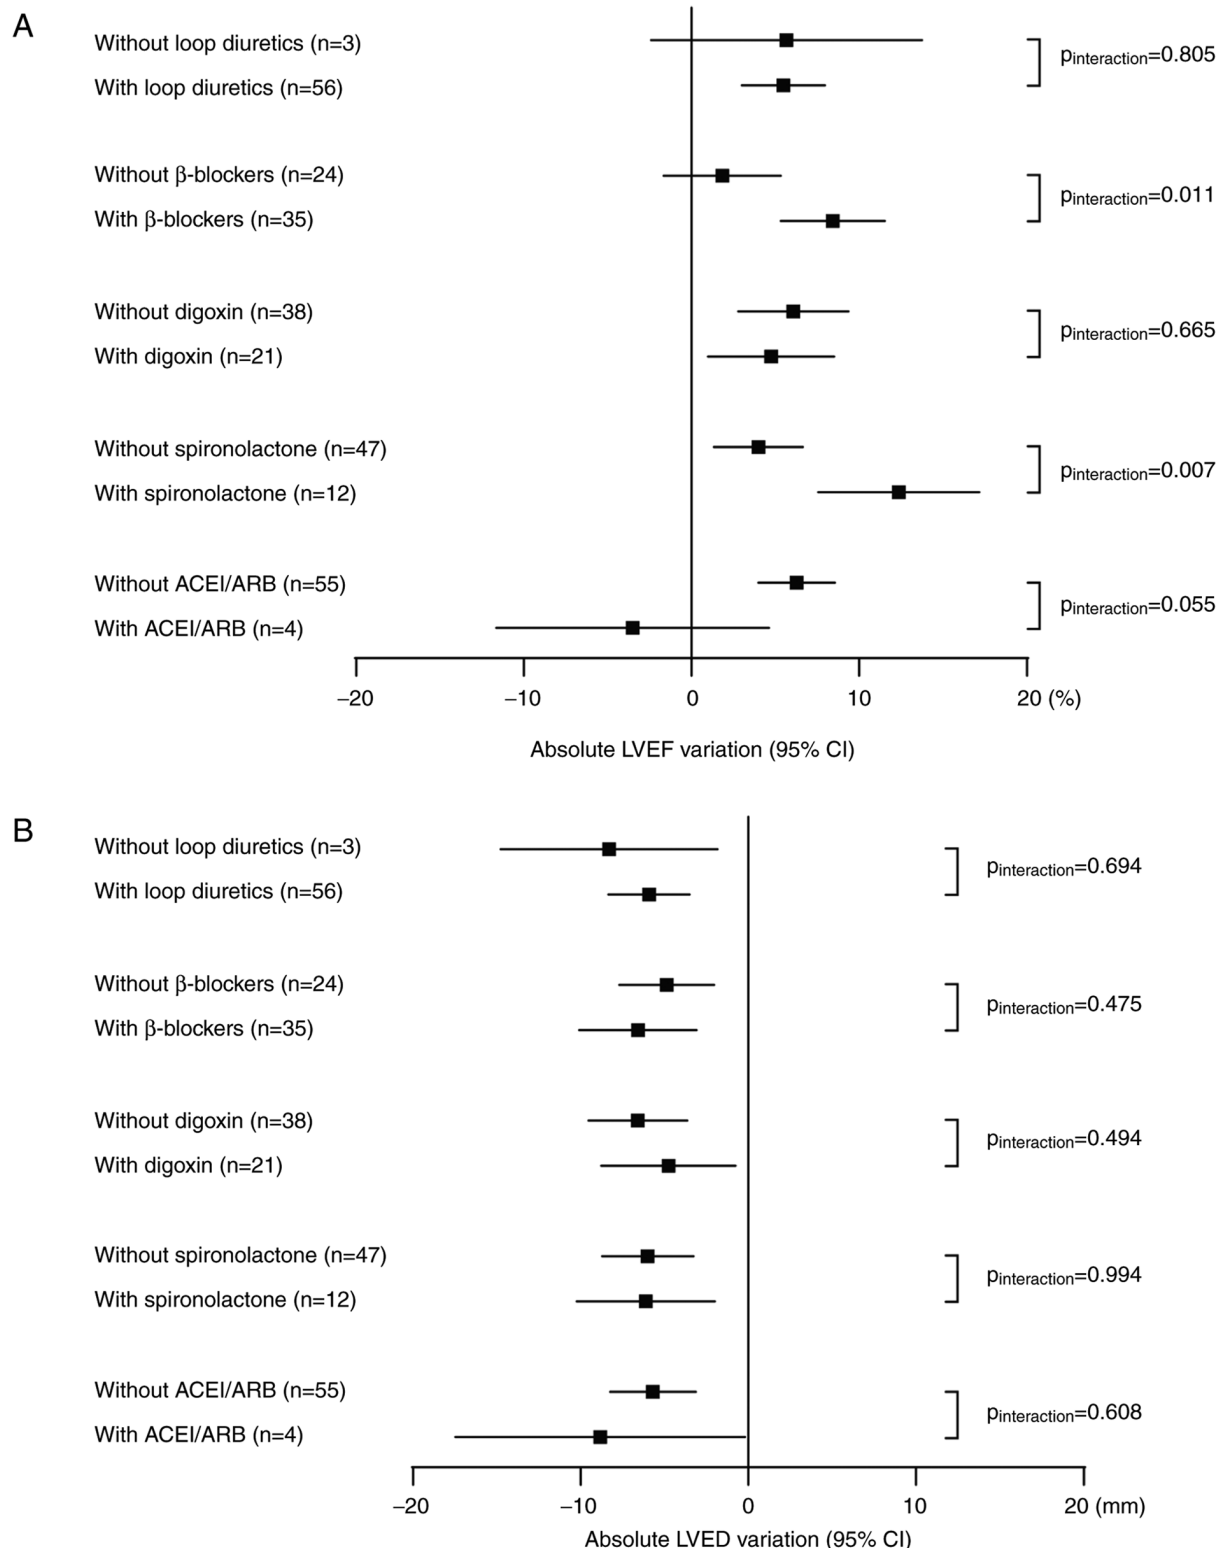 A
Without loop diuretics (n=3)
With loop diuretics (n=56)
pinteraction=0.805
Without β-blockers (n=24)
With β-blockers (n=35)
pinteraction=0.011
Without digoxin (n=38)
With digoxin (n=21)
pinteraction=0.665
Without spironolactone (n=47)
With spironolactone (n=12)
pinteraction=0.007
Without ACEI/ARB (n=55)
With ACEI/ARB (n=4)
pinteraction=0.055
−20 −10 0 10 20 (%)
Absolute LVEF variation (95% CI)
B
Without loop diuretics (n=3)
With loop diuretics (n=56)
pinteraction=0.694
Without β-blockers (n=24)
With β-blockers (n=35)
pinteraction=0.475
Without digoxin (n=38)
With digoxin (n=21)
pinteraction=0.494
Without spironolactone (n=47)
With spironolactone (n=12)
pinteraction=0.994
Without ACEI/ARB (n=55)
With ACEI/ARB (n=4)
pinteraction=0.608
−20 −10 0 10 20 (mm)
Absolute LVED variation (95% CI)